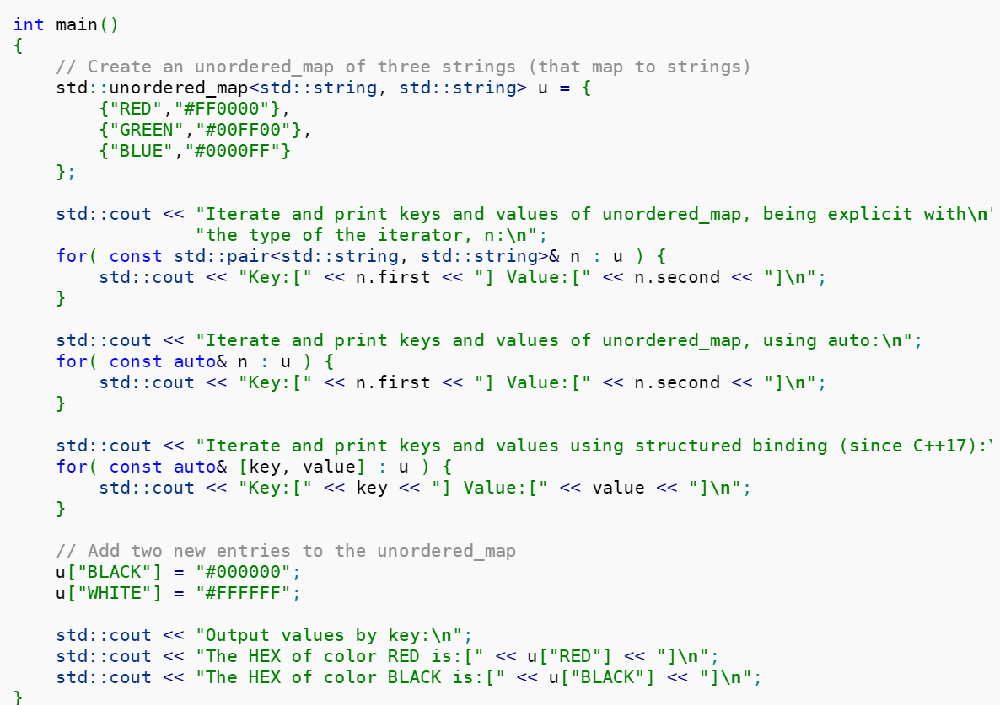 int main()
{
    // Create an unordered_map of three strings (that map to strings)
    std::unordered_map<std::string, std::string> u = {
        {"RED","#FF0000"},
        {"GREEN","#00FF00"},
        {"BLUE","#0000FF"}
    };

    std::cout << "Iterate and print keys and values of unordered_map, being explicit with\n"
                 "the type of the iterator, n:\n";
    for( const std::pair<std::string, std::string>& n : u ) {
        std::cout << "Key:[" << n.first << "] Value:[" << n.second << "]\n";
    }

    std::cout << "Iterate and print keys and values of unordered_map, using auto:\n";
    for( const auto& n : u ) {
        std::cout << "Key:[" << n.first << "] Value:[" << n.second << "]\n";
    }

    std::cout << "Iterate and print keys and values using structured binding (since C++17):\
    for( const auto& [key, value] : u ) {
        std::cout << "Key:[" << key << "] Value:[" << value << "]\n";
    }

    // Add two new entries to the unordered_map
    u["BLACK"] = "#000000";
    u["WHITE"] = "#FFFFFF";

    std::cout << "Output values by key:\n";
    std::cout << "The HEX of color RED is:[" << u["RED"] << "]\n";
    std::cout << "The HEX of color BLACK is:[" << u["BLACK"] << "]\n";
}